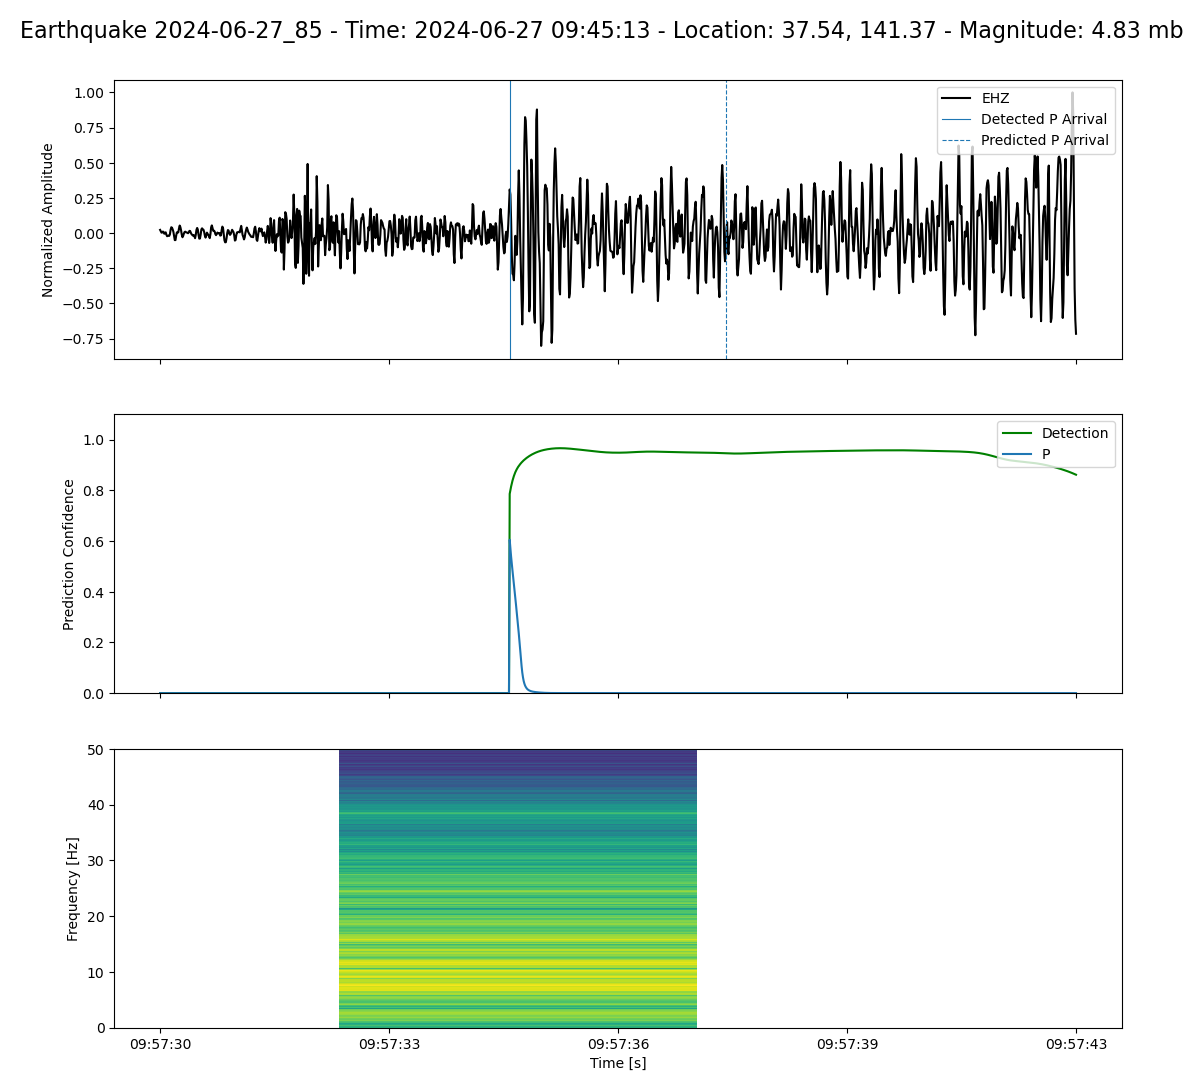 Earthquake 2024-06-27_85 - Time: 2024-06-27 09:45:13 - Location: 37.54, 141.37 - Magnitude: 4.83 mb
1.00
0.75
0.50
0.25
0.00
−0.25
−0.50
−0.75
Normalized Amplitude
EHZ
Detected P Arrival
Predicted P Arrival
1.0
0.8
0.6
0.4
0.2
0.0
Prediction Confidence
Detection
P
50
40
30
20
10
0
Frequency [Hz]
09:57:30 09:57:33 09:57:36 09:57:39 09:57:43
Time [s]